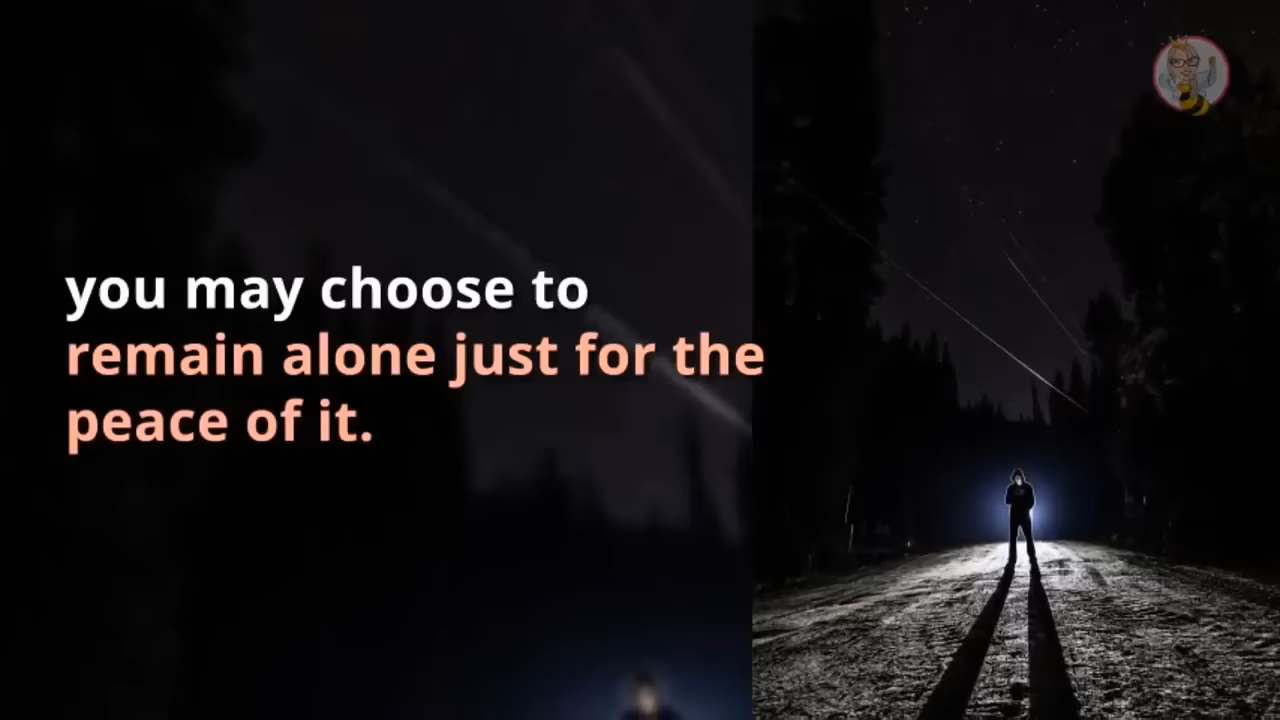 you may choose to
remain alone just for the
peace of it.